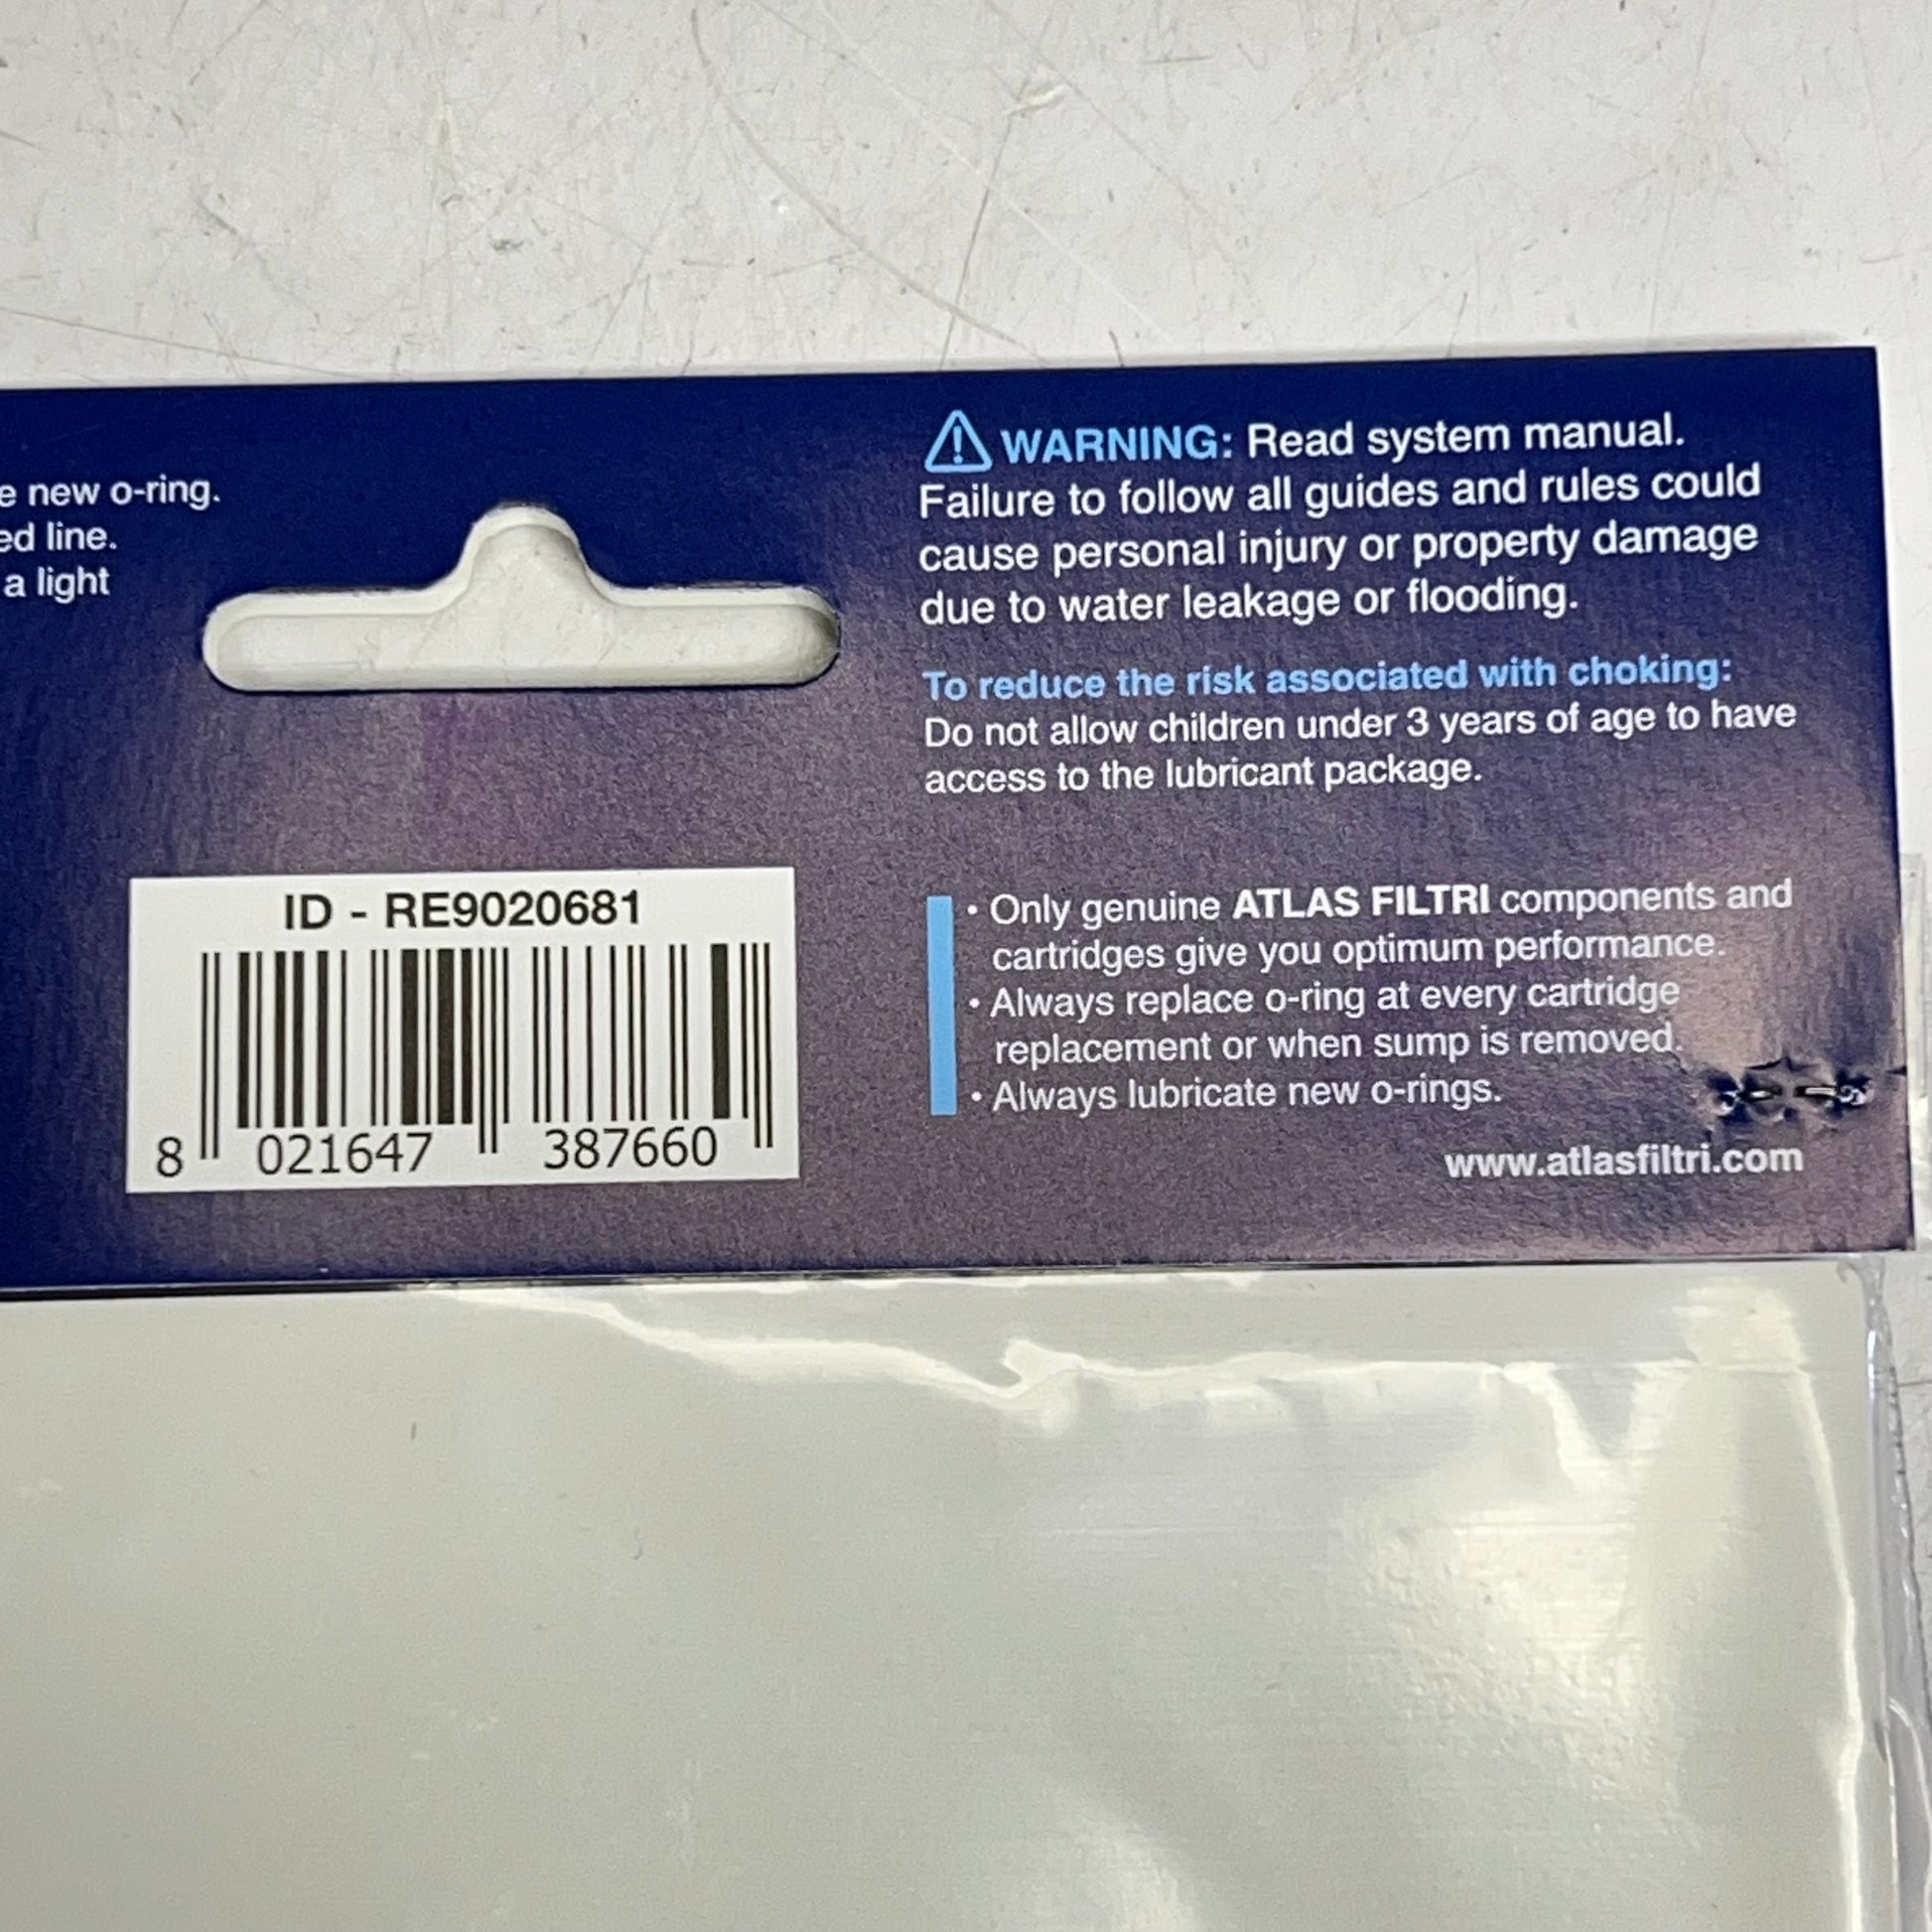 e new o-ring.
ed line.
a light
WARNING: Read system manual.
Failure to follow all guides and rules could
cause personal injury or property damage
due to water leakage or flooding.
To reduce the risk associated with choking:
Do not allow children under 3 years of age to have
access to the lubricant package.
ID - RE9020681
8 021647 387660
• Only genuine ATLAS FILTRI components and
cartridges give you optimum performance.
• Always replace o-ring at every cartridge
replacement or when sump is removed.
• Always lubricate new o-rings.
www.atlasfiltri.com